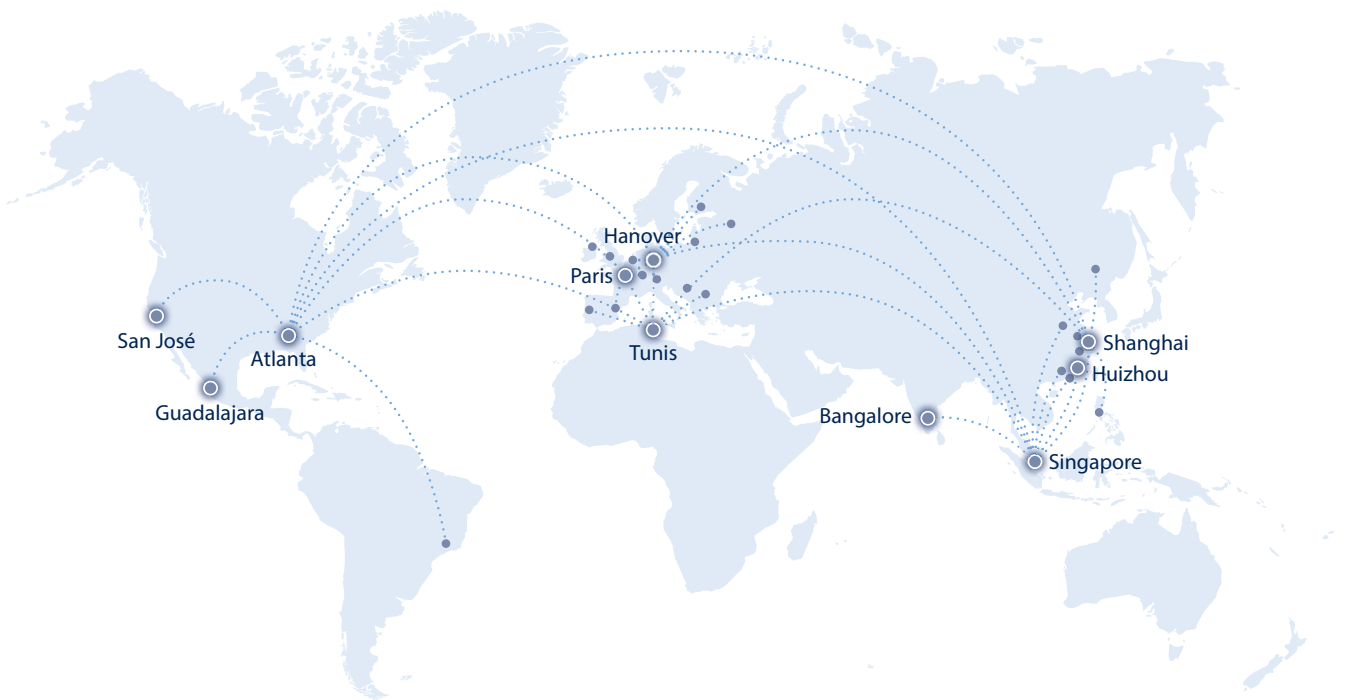 Hanover
Paris
San José
Atlanta
Tunis
Shanghai
Huizhou
Guadalajara
Bangalore
Singapore